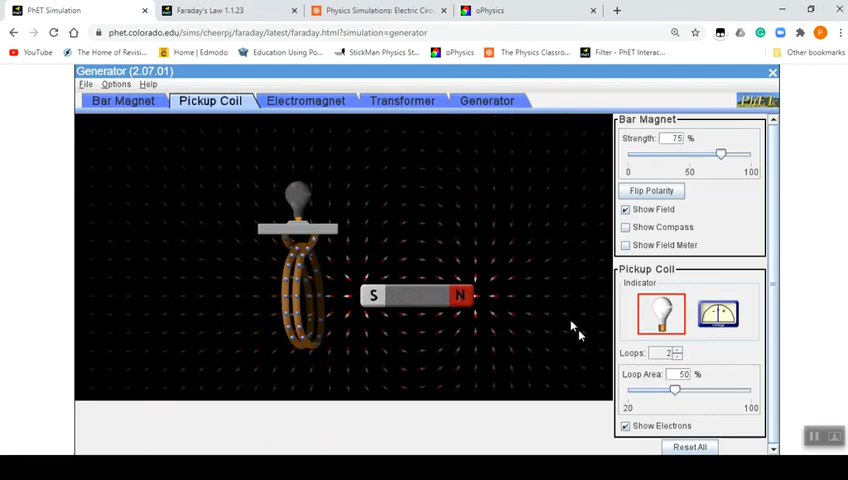 PhET Simulation
Faraday's Law 1.1.23
Physics Simulations: Electric Circ
oPhysics
phet.colorado.edu/sims/cheerpj/faraday/latest/faraday.html?simulation=generator
YouTube
The Home of Revisio...
Home | Edmodo
Education Using Po...
StickMan Physics St...
oPhysics
The Physics Classro...
Filter - PhET Interac...
Other bookmarks
Generator (2.07.01)
File Options Help
Bar Magnet
Pickup Coil
Electromagnet
Transformer
Generator
PhET
Bar Magnet
Strength: 75 %
0 50 100
Flip Polarity
Show Field
Show Compass
Show Field Meter
Pickup Coil
Indicator
Loops: 2
Loop Area: 50 %
20 100
Show Electrons
Reset All
S N